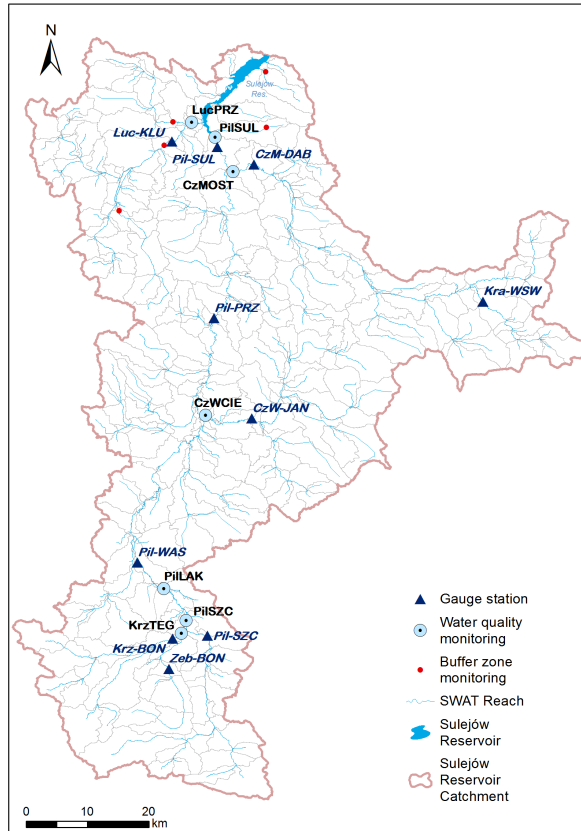 N
Sulejów
Res.
LucPRZ
PilSUL
Luc-KLU
Pil-SUL
CzM-DAB
CzMOST
Kra-WSW
Pil-PRZ
CzWCIE
CzW-JAN
Pil-WAS
PilLAK
PilSZC
KrzTEG
Pil-SZC
Krz-BON
Zeb-BON
Gauge station
Water quality
monitoring
Buffer zone
monitoring
SWAT Reach
Sulejów
Reservoir
Sulejów
Reservoir
Catchment
0 10 20
km